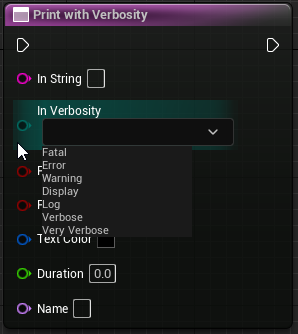 Print with Verbosity
In String
In Verbosity
Fatal
Error
Warning
Display
Log
Verbose
Very Verbose
Text Color
Duration 0.0
Name